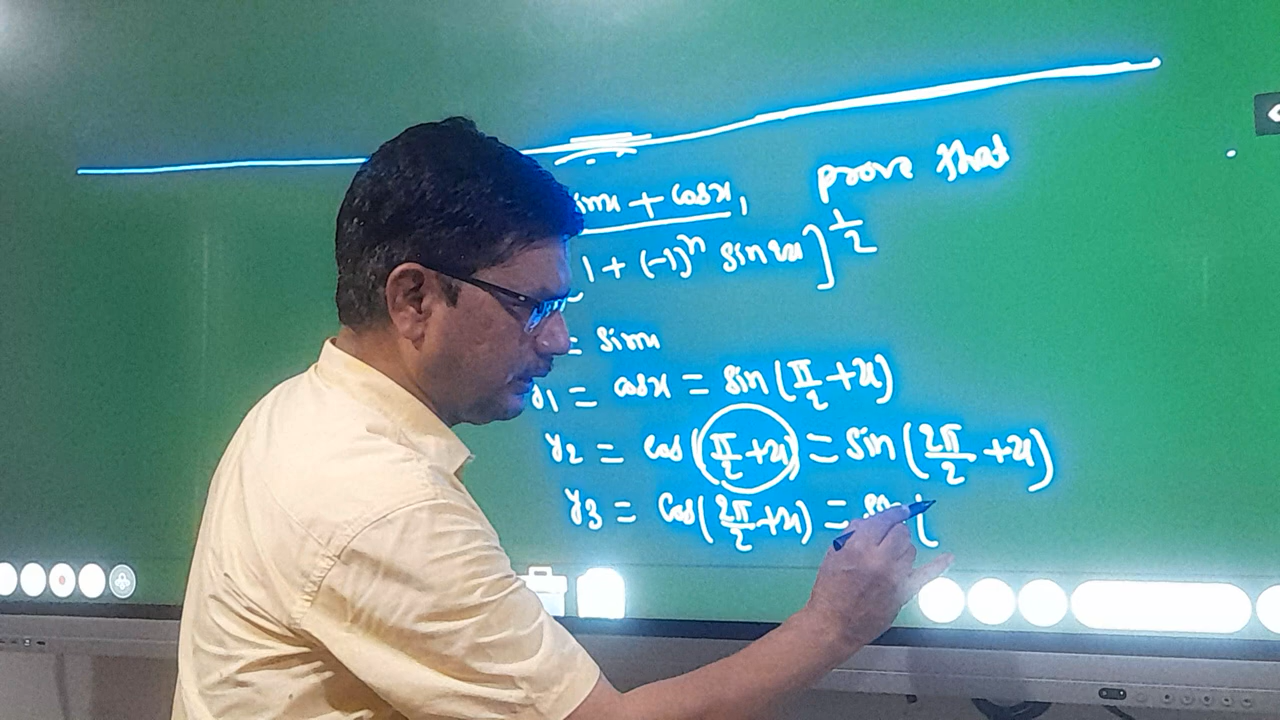 sinx + cosx, prove that
1 + (-1)ⁿ sin2x]^1/2
= sinx
y₁ = cosx = sin(π/2 + x)
y₂ = cos(π/2 + x) = sin(2π/2 + x)
y₃ = cos(2π/2 + x) = sin(